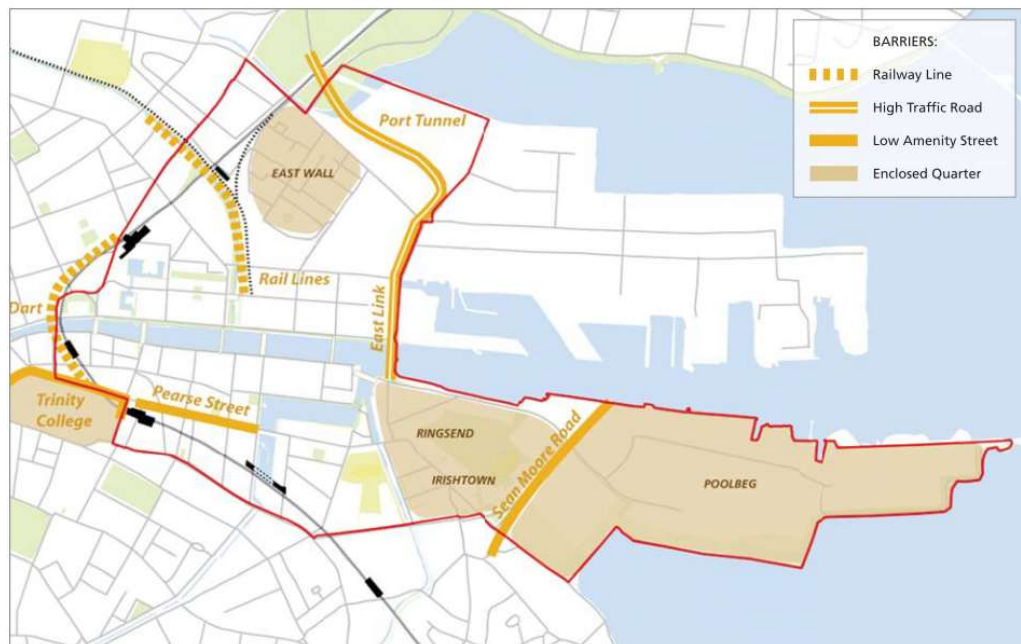 BARRIERS:
Railway Line
High Traffic Road
Low Amenity Street
Enclosed Quarter
Port Tunnel
EAST WALL
Rail Lines
Dart
East Link
Pearse Street
Trinity
College
RINGSEND
IRISHTOWN
Sean Moore Road
POOLBEG